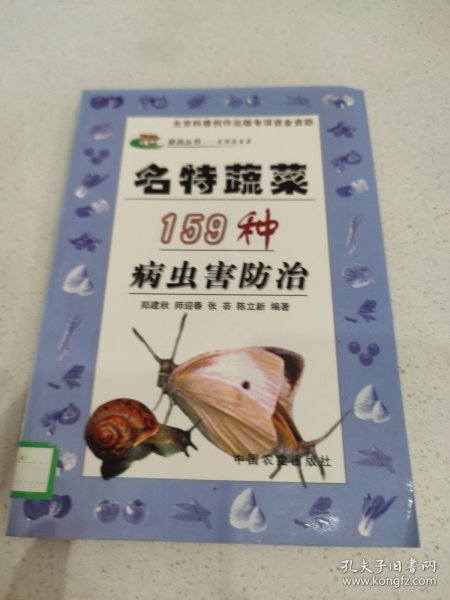 北京科普创作出版专项资金资助
名特蔬菜
159种
病虫害防治
郑建秋 师迎春 张芸 陈立新 编著
中国农业出版社
孔夫子旧书网
www.kongfz.com